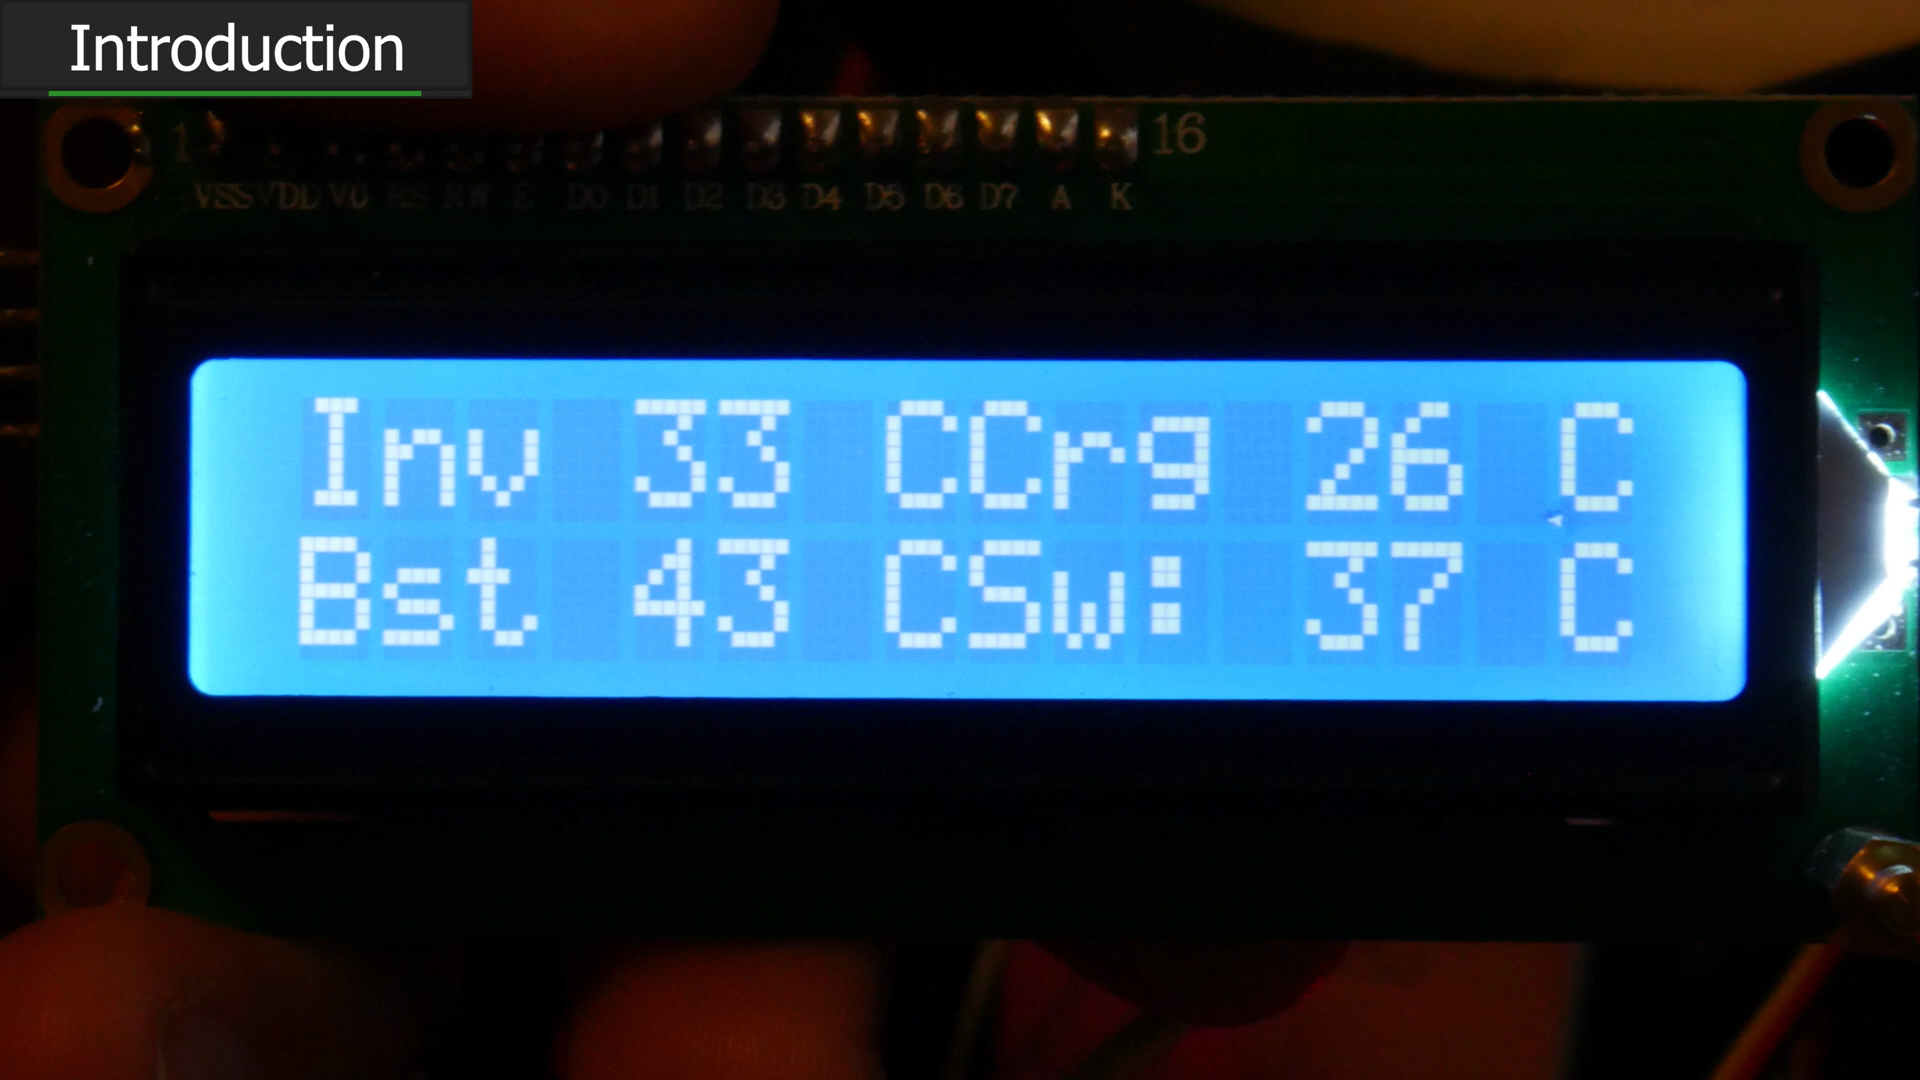 Introduction
1 16
VSS VDD V0 RS RW E D0 D1 D2 D3 D4 D5 D6 D7 A K
Inv 33 CCrg 26 C
Bst 43 CSw: 37 C